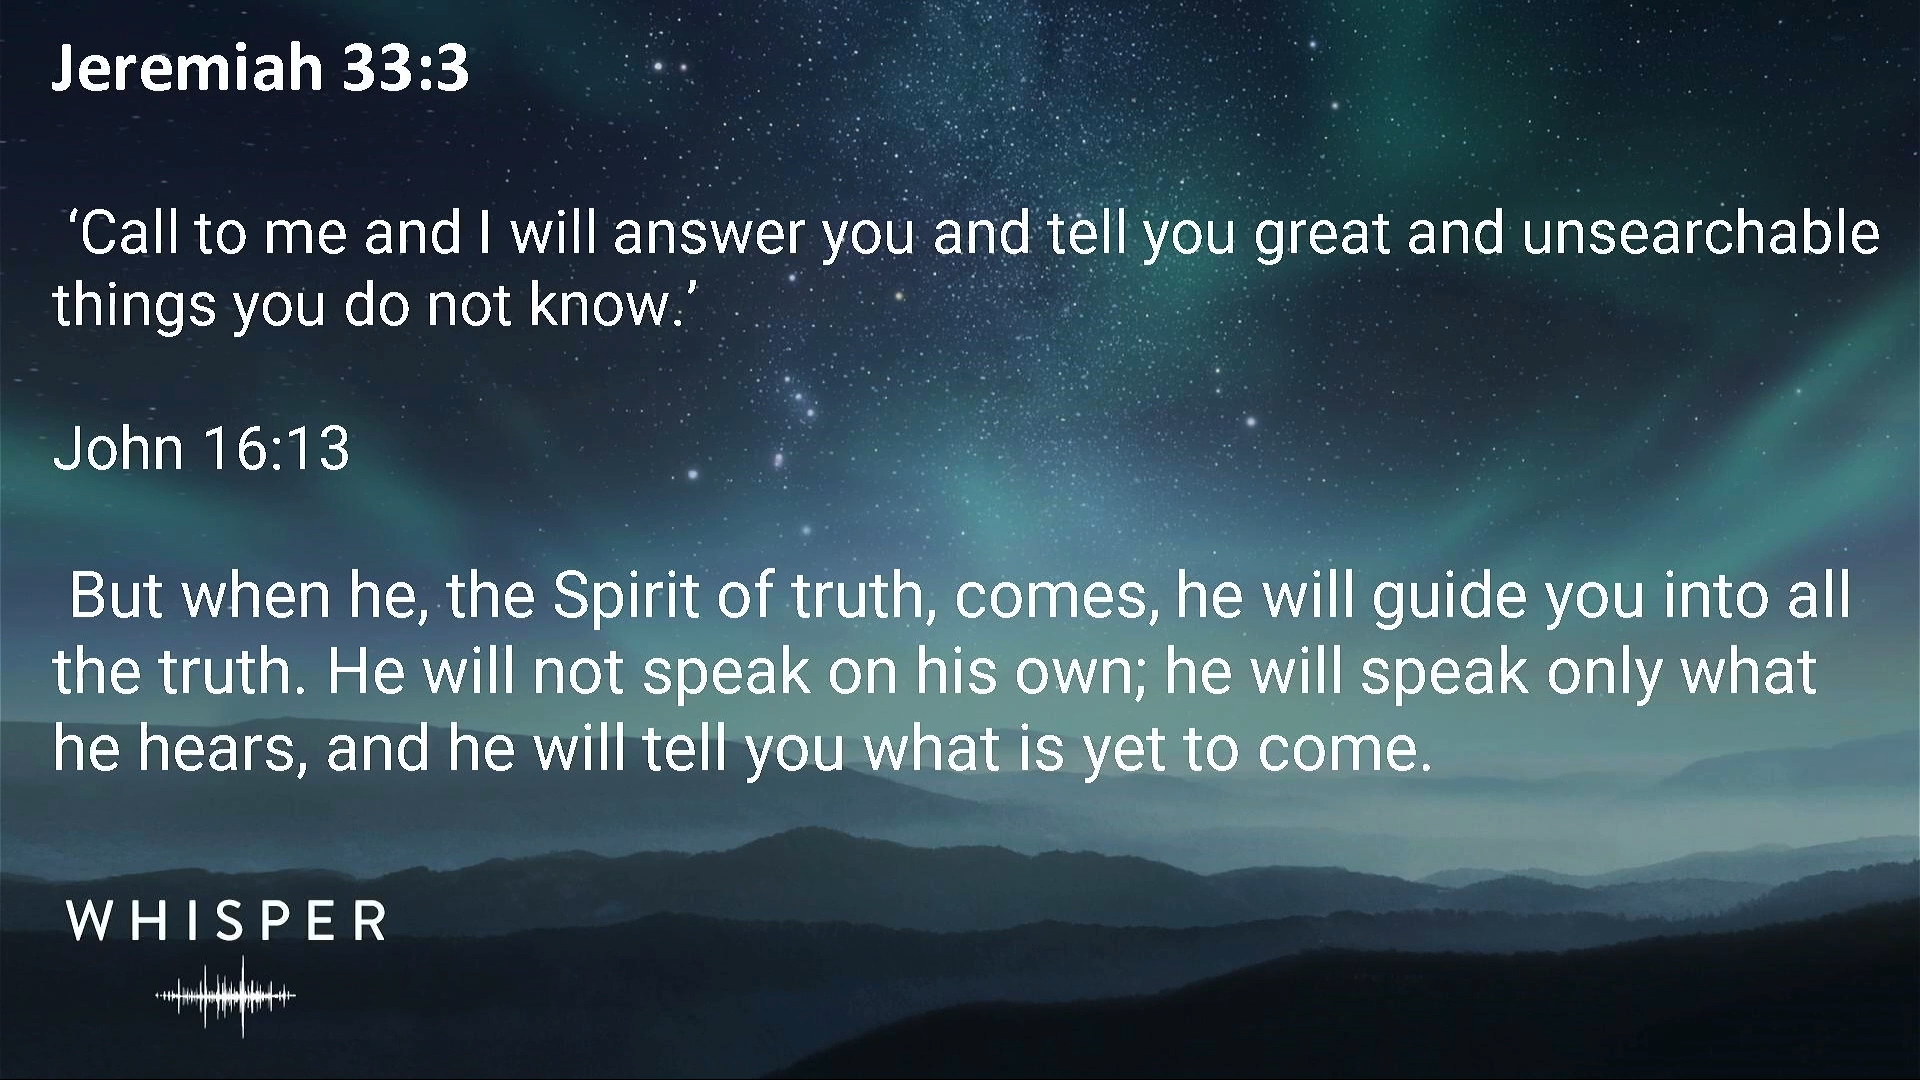 Jeremiah 33:3
‘Call to me and I will answer you and tell you great and unsearchable
things you do not know.’
John 16:13
But when he, the Spirit of truth, comes, he will guide you into all
the truth. He will not speak on his own; he will speak only what
he hears, and he will tell you what is yet to come.
WHISPER